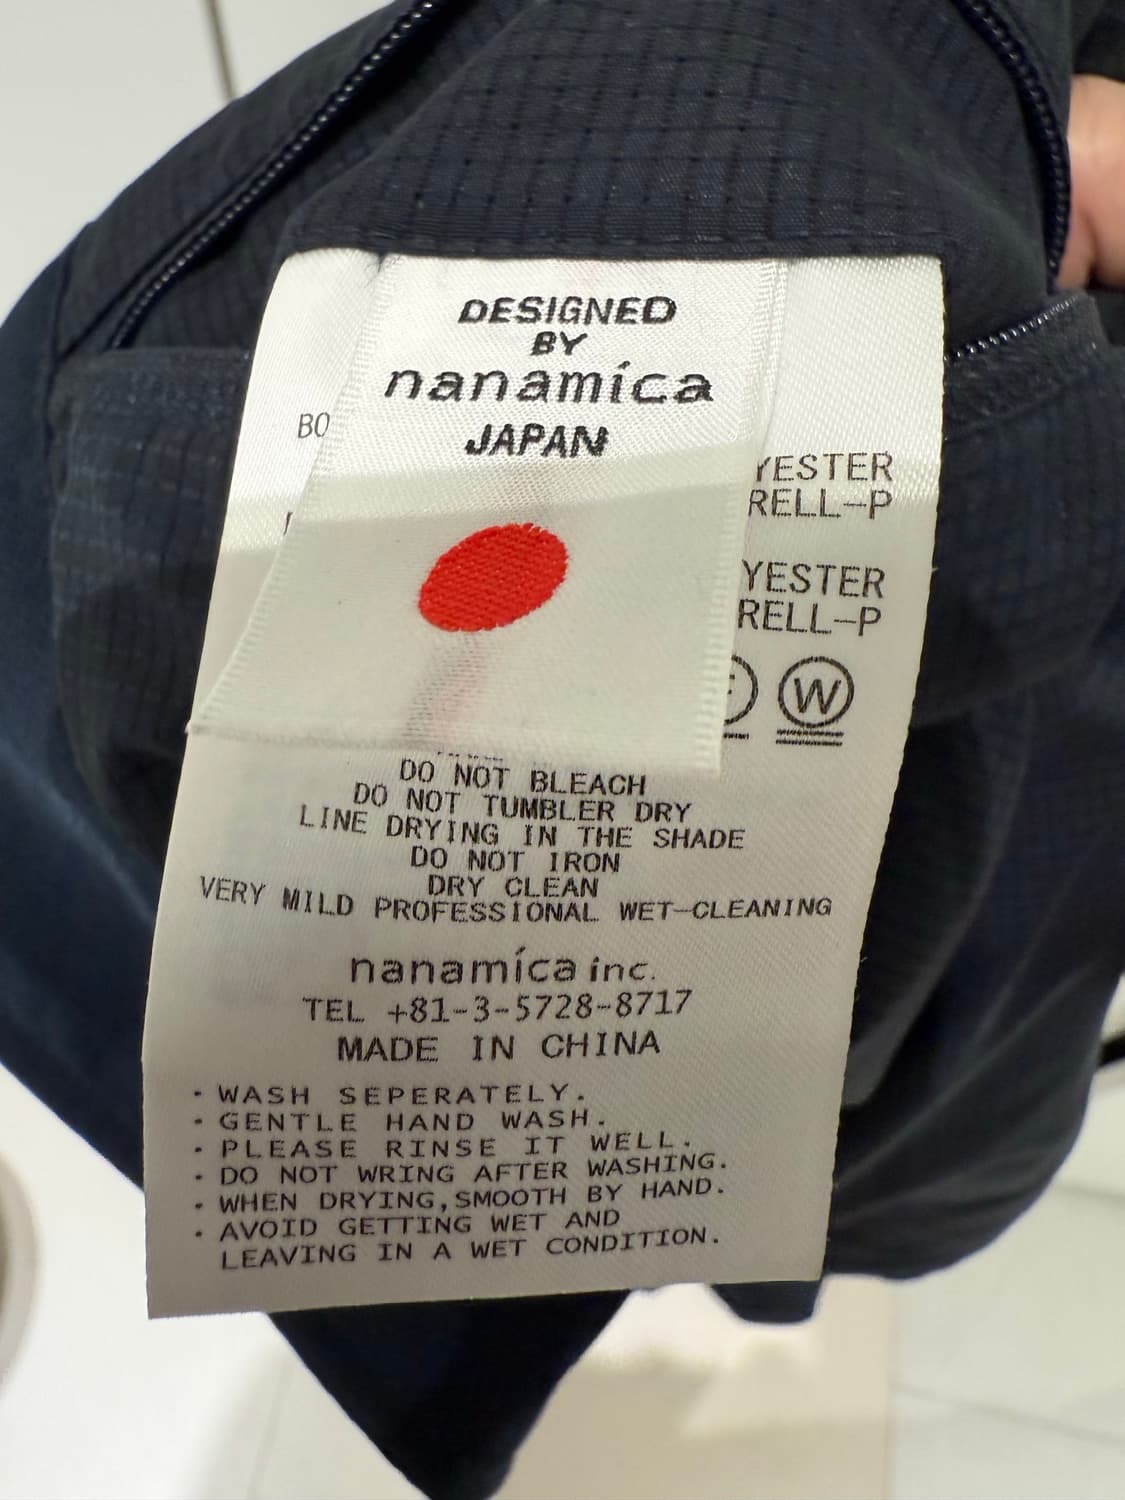 DESIGNED
BY
nanamíca
JAPAN
BO
YESTER
RELL-P
YESTER
RELL-P
W
DO NOT BLEACH
DO NOT TUMBLER DRY
LINE DRYING IN THE SHADE
DO NOT IRON
DRY CLEAN
VERY MILD PROFESSIONAL WET-CLEANING
nanamíca inc.
TEL +81-3-5728-8717
MADE IN CHINA
・WASH SEPERATELY.
・GENTLE HAND WASH.
・PLEASE RINSE IT WELL.
・DO NOT WRING AFTER WASHING.
・WHEN DRYING,SMOOTH BY HAND.
・AVOID GETTING WET AND
LEAVING IN A WET CONDITION.